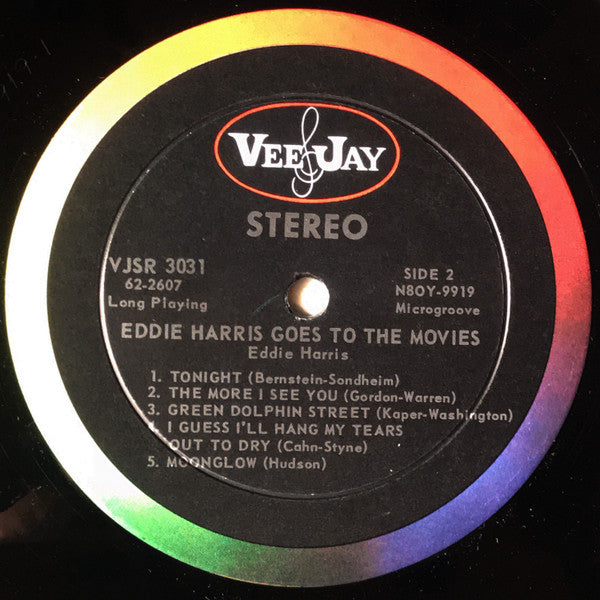 VEE JAY
STEREO
VJSR 3031
62-2607
Long Playing
SIDE 2
N8OY-9919
Microgroove
EDDIE HARRIS GOES TO THE MOVIES
Eddie Harris
1. TONIGHT (Bernstein-Sondheim)
2. THE MORE I SEE YOU (Gordon-Warren)
3. GREEN DOLPHIN STREET (Kaper-Washington)
4. I GUESS I'LL HANG MY TEARS
OUT TO DRY (Cahn-Styne)
5. MOONGLOW (Hudson)